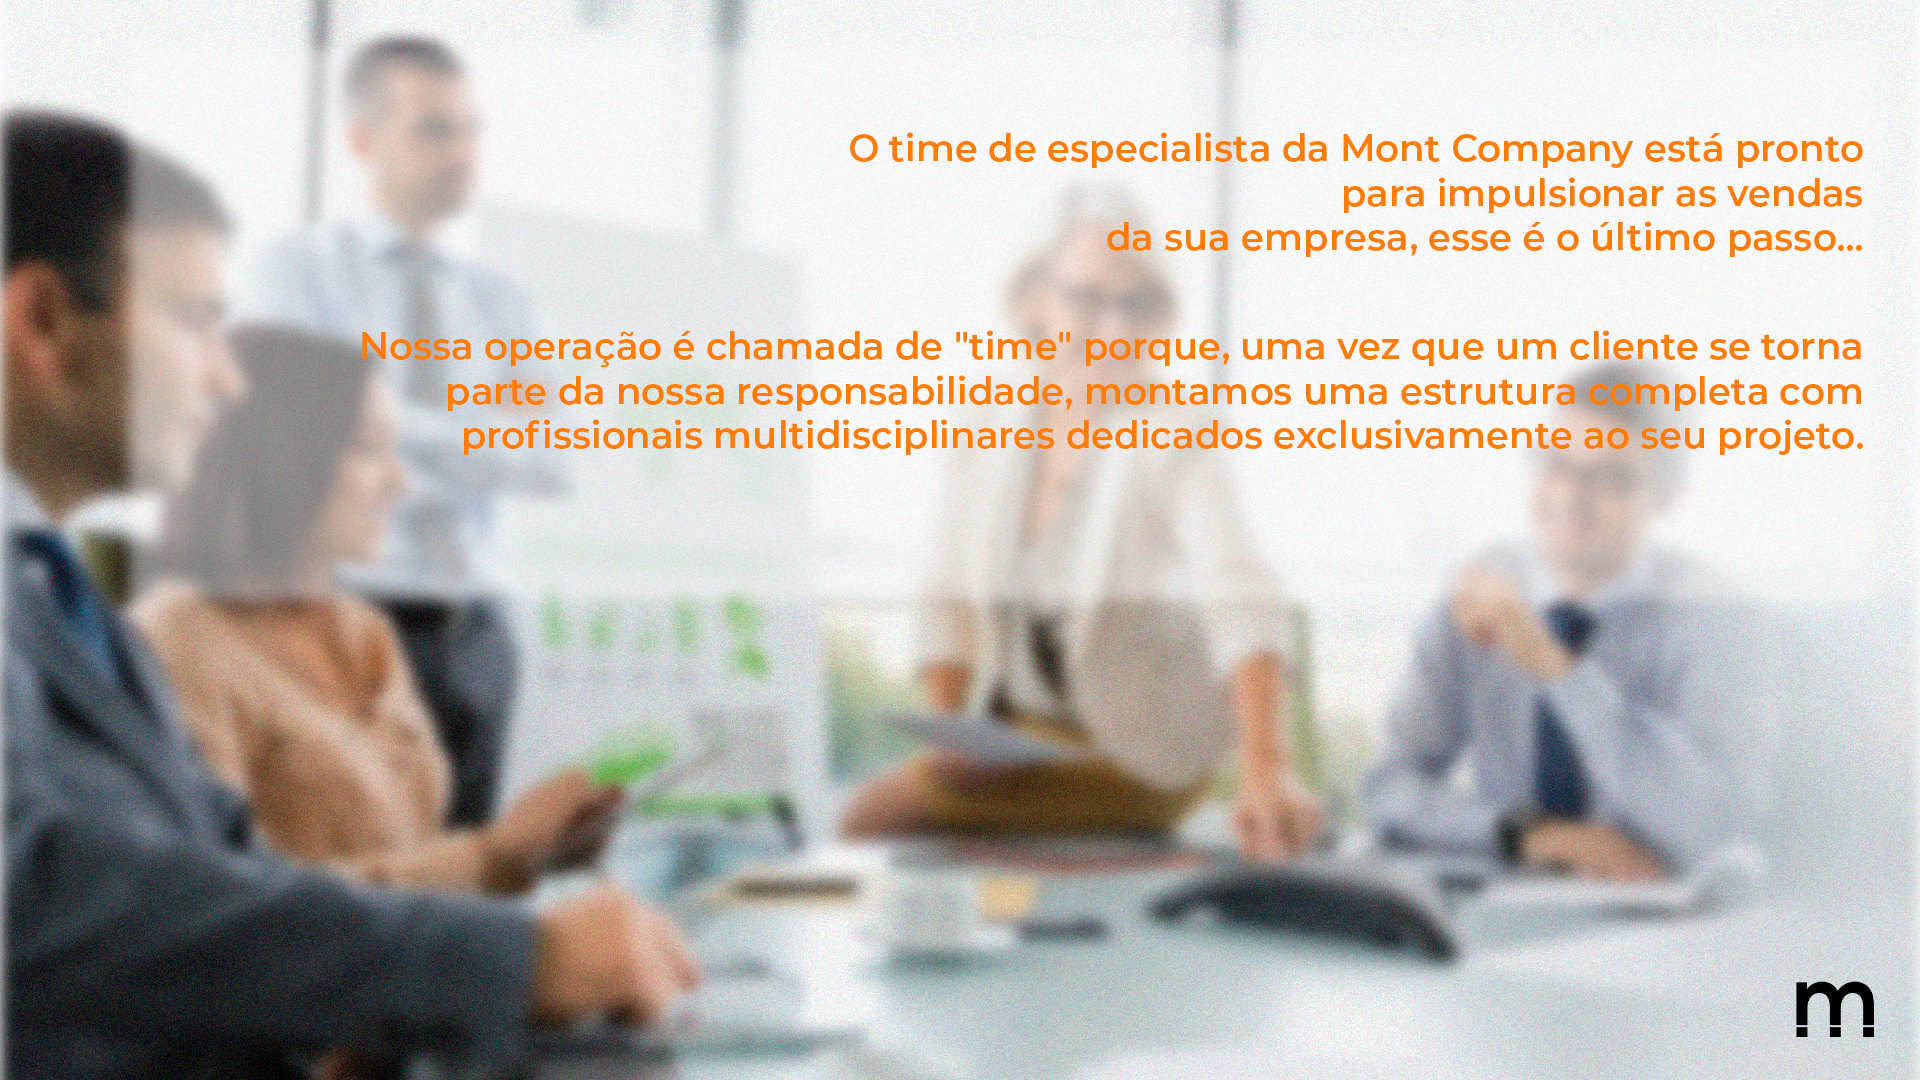 O time de especialista da Mont Company está pronto
para impulsionar as vendas
da sua empresa, esse é o último passo...
Nossa operação é chamada de "time" porque, uma vez que um cliente se torna
parte da nossa responsabilidade, montamos uma estrutura completa com
profissionais multidisciplinares dedicados exclusivamente ao seu projeto.
m